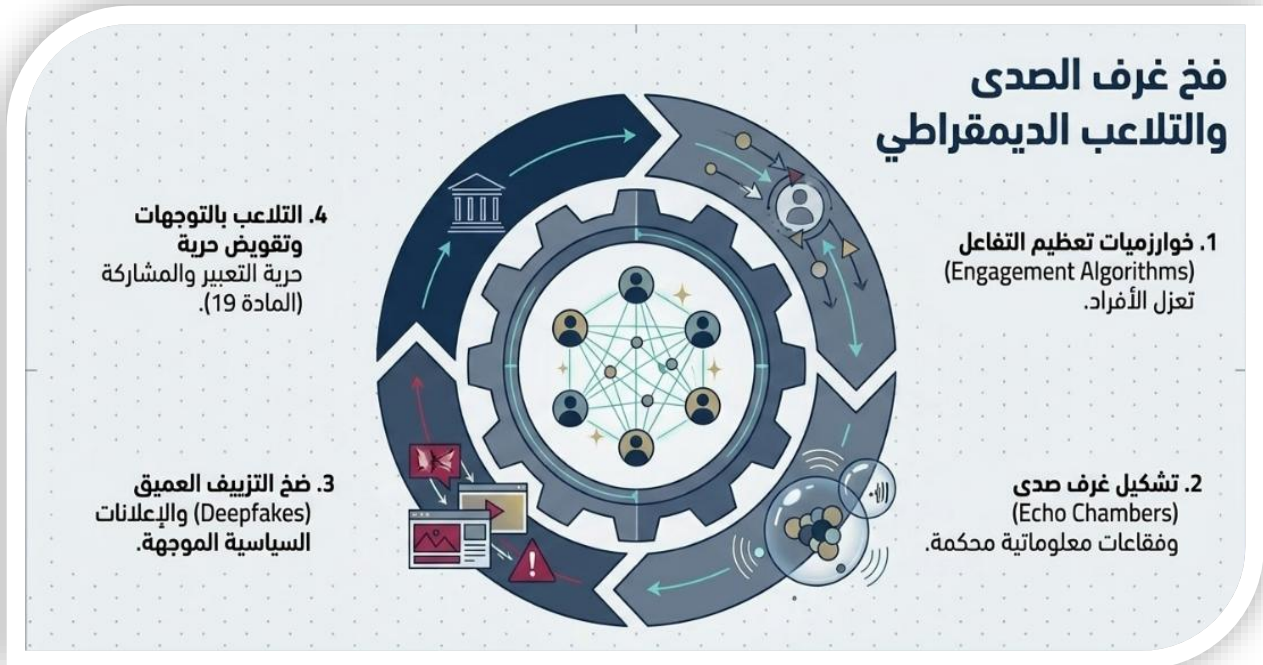 فخ غرف الصدى
والتلاعب الديمقراطي
1. خوارزميات تعظيم التفاعل
(Engagement Algorithms)
تعزل الأفراد.
2. تشكيل غرف صدى
(Echo Chambers)
وفقاعات معلوماتية محكمة.
3. ضخ التزييف العميق
(Deepfakes) والإعلانات
السياسية الموجهة.
4. التلاعب بالتوجهات
وتقويض حرية
حرية التعبير والمشاركة
(المادة 19).